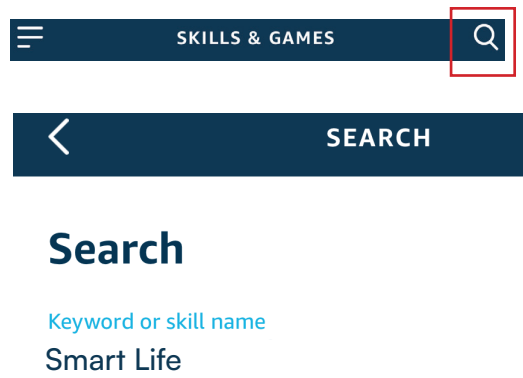 SKILLS & GAMES
SEARCH
Search
Keyword or skill name
Smart Life